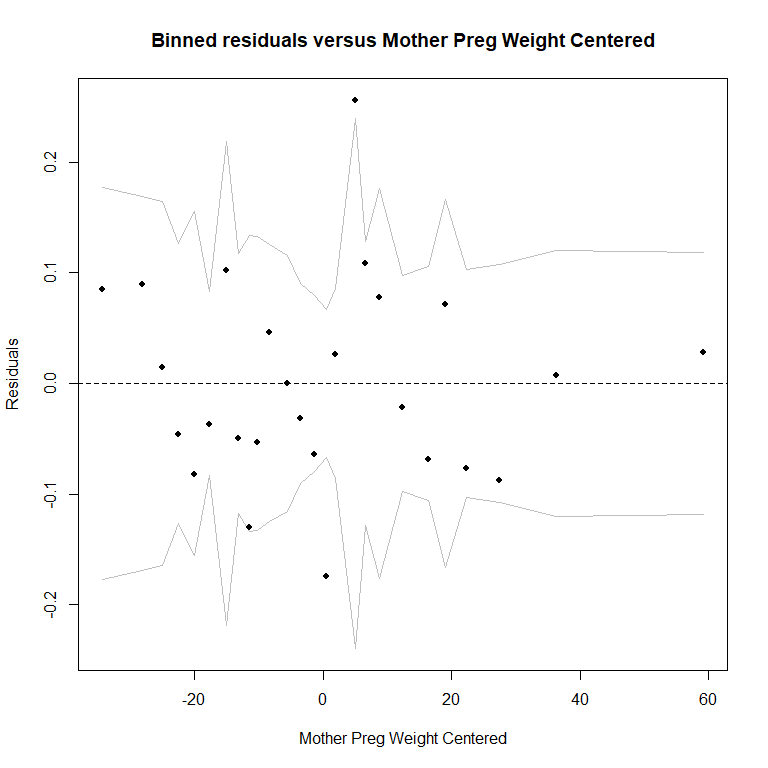 Binned residuals versus Mother Preg Weight Centered
Residuals
0.2
0.1
0.0
-0.1
-0.2
-20 0 20 40 60
Mother Preg Weight Centered